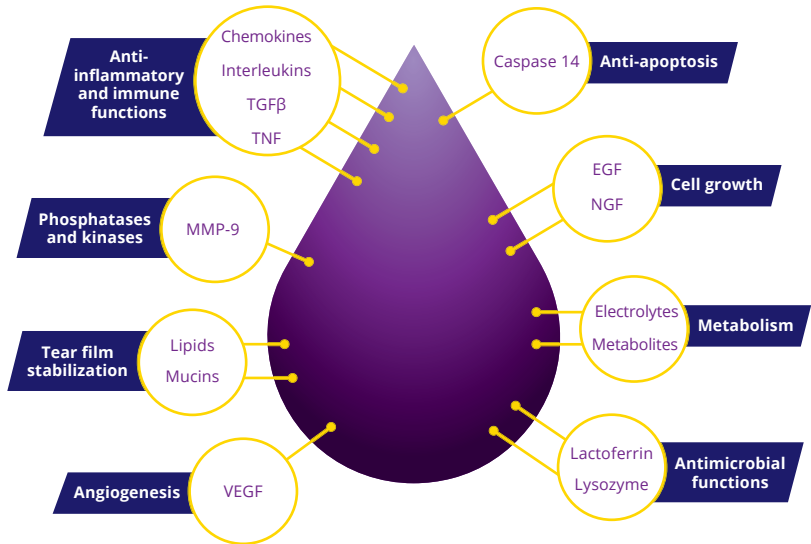 Anti-
inflammatory
and immune
functions
Chemokines
Interleukins
TGFβ
TNF
Caspase 14
Anti-apoptosis
EGF
NGF
Cell growth
Phosphatases
and kinases
MMP-9
Electrolytes
Metabolites
Metabolism
Tear film
stabilization
Lipids
Mucins
Lactoferrin
Lysozyme
Antimicrobial
functions
Angiogenesis
VEGF